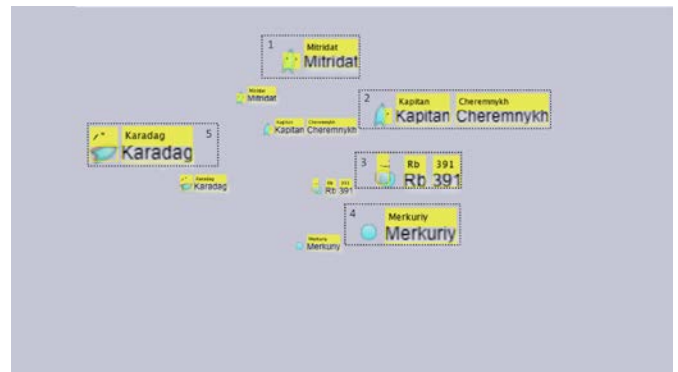 1
Mitridat
Mitridat
Mitridat
Mitridat
2
Kapitan Cheremnykh
Kapitan Cheremnykh
Kapitan Cheremnykh
Kapitan Cheremnykh
Karadag
5
Karadag
3
Rb 391
Rb 391
Karadag
Karadag
Rb 391
Rb 391
4
Merkuriy
Merkuriy
Merkuriy
Merkuriy